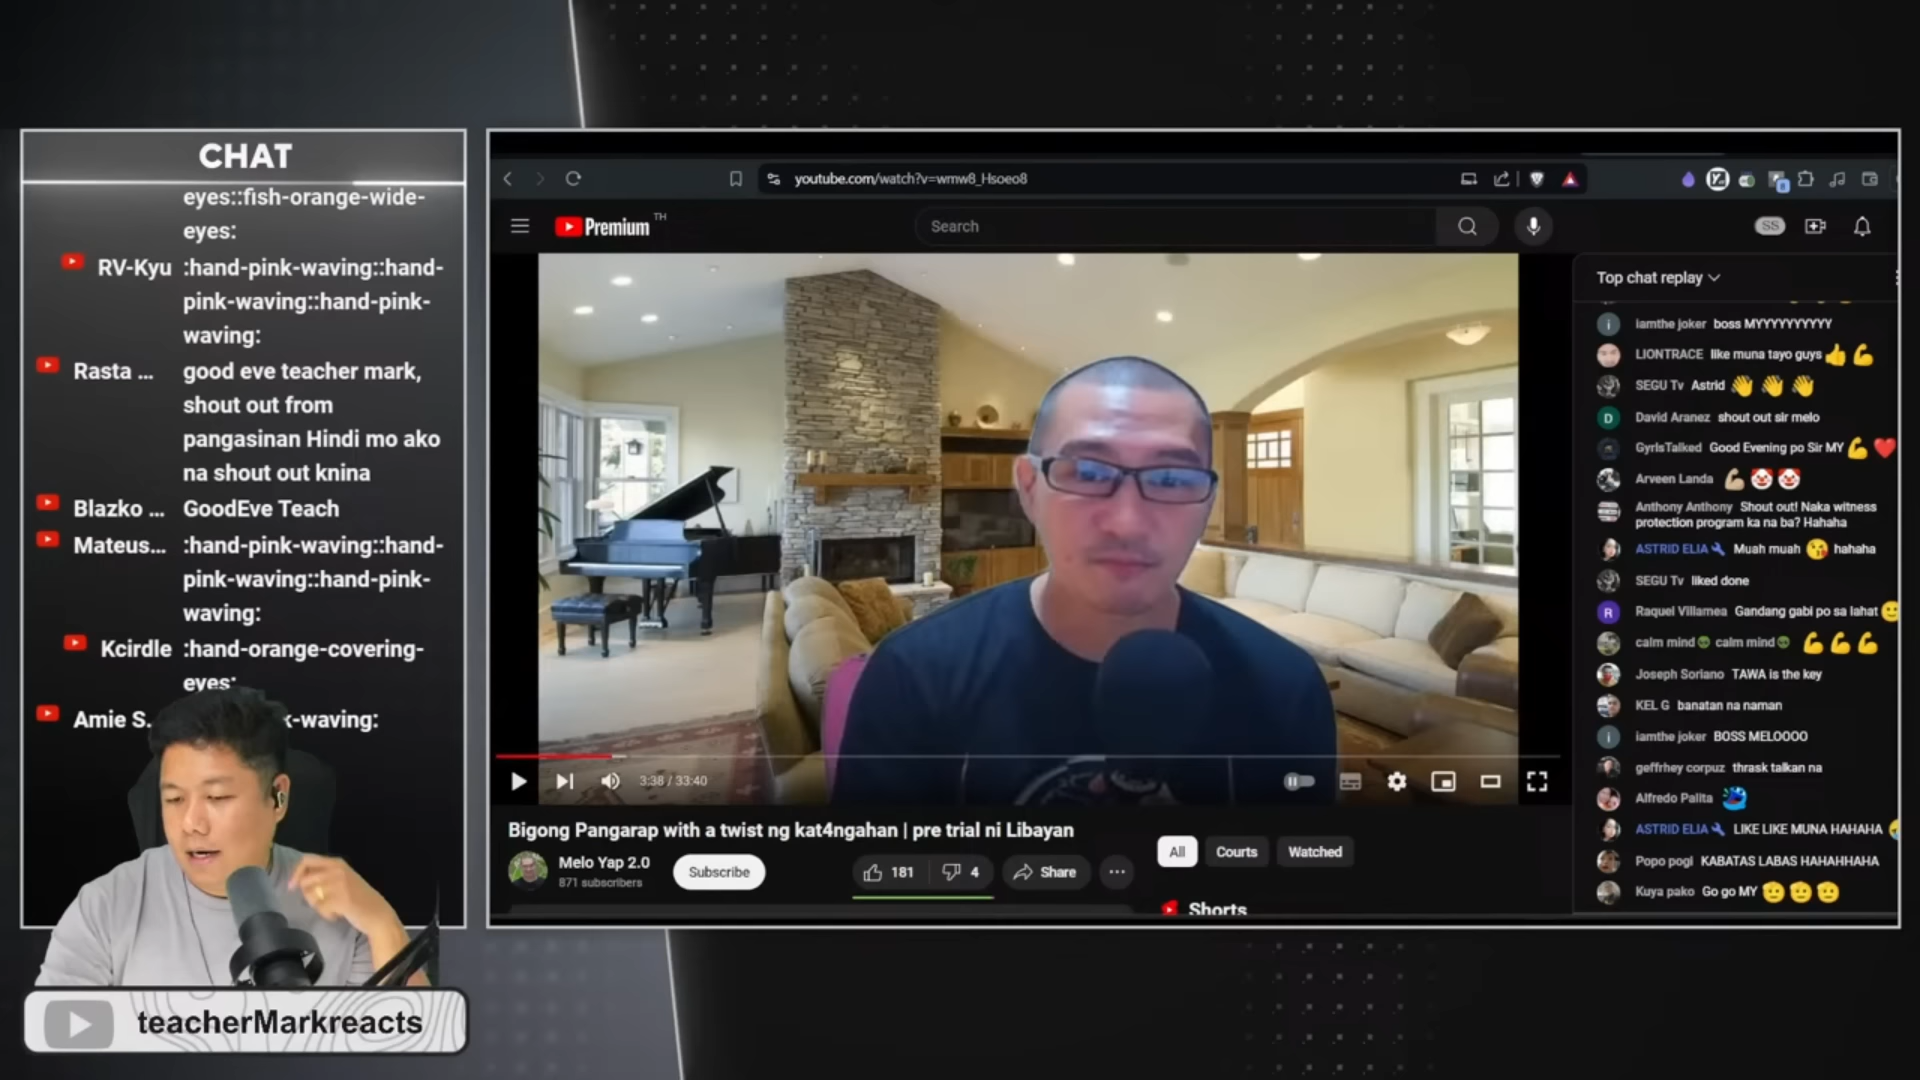 CHAT
eyes::fish-orange-wide-
eyes:
RV-Kyu :hand-pink-waving::hand-
pink-waving::hand-pink-
waving:
Rasta ... good eve teacher mark,
shout out from
pangasinan Hindi mo ako
na shout out knina
Blazko ... GoodEve Teach
Mateus... :hand-pink-waving::hand-
pink-waving::hand-pink-
waving:
Kcirdle :hand-orange-covering-
eyes:
Amie S. k-waving:
teacherMarkreacts
youtube.com/watch?v=wmw8_Hsoeo8
Premium TH
Search
SS
3:38 / 33:40
Bigong Pangarap with a twist ng kat4ngahan | pre trial ni Libayan
Melo Yap 2.0
871 subscribers
Subscribe
181
4
Share
All
Courts
Watched
Shorts
Top chat replay
iamthe joker boss MYYYYYYYYYY
LIONTRACE like muna tayo guys👍💪
SEGU Tv Astrid 👋👋👋
D David Aranez shout out sir melo
GyrlsTalked Good Evening po Sir MY 💪❤️
Arveen Landa 💪🏼🤡🤡
Anthony Anthony Shout out! Naka witness
protection program ka na ba? Hahaha
ASTRID ELIA Muah muah 😘 hahaha
SEGU Tv liked done
R Raquel Villamea Gandang gabi po sa lahat 🙂
calm mind👽 calm mind👽 💪💪💪
Joseph Soriano TAWA is the key
KEL G banatan na naman
iamthe joker BOSS MELOOOO
geffrhey corpuz thrask talkan na
Alfredo Palita
ASTRID ELIA LIKE LIKE MUNA HAHAHA
Popo pogi KABATAS LABAS HAHAHHAHA
Kuya pako Go go MY 🫡🫡🫡